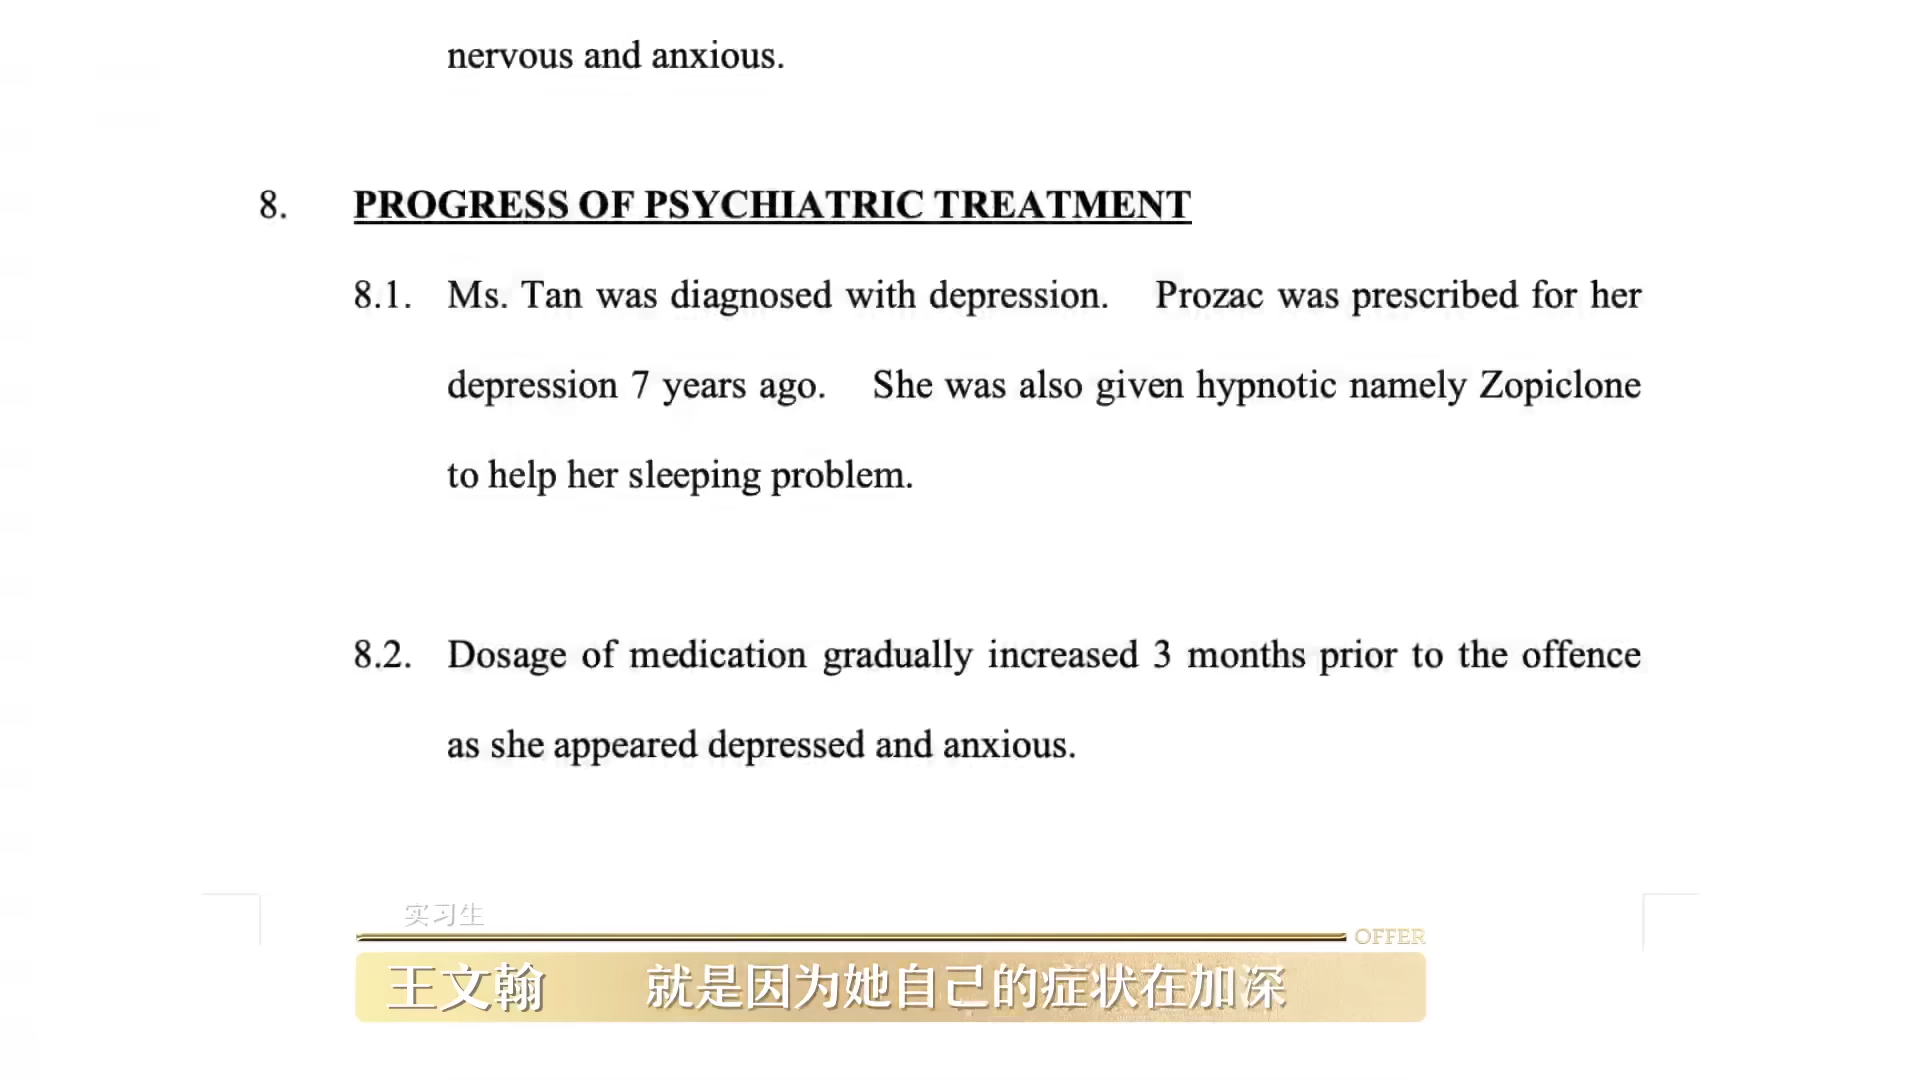 nervous and anxious.
8. PROGRESS OF PSYCHIATRIC TREATMENT
8.1. Ms. Tan was diagnosed with depression. Prozac was prescribed for her
depression 7 years ago. She was also given hypnotic namely Zopiclone
to help her sleeping problem.
8.2. Dosage of medication gradually increased 3 months prior to the offence
as she appeared depressed and anxious.
实习生
OFFER
王文翰 就是因为她自己的症状在加深